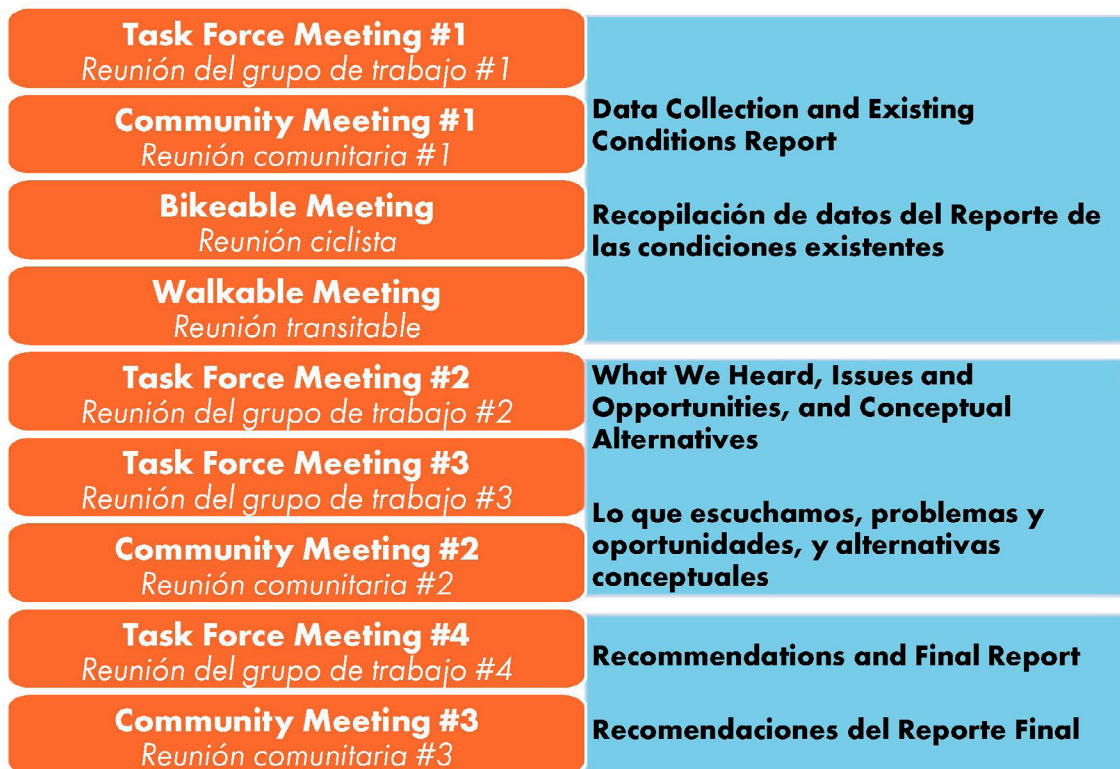 Task Force Meeting #1
Reunión del grupo de trabajo #1
Community Meeting #1
Reunión comunitaria #1
Bikeable Meeting
Reunión ciclista
Walkable Meeting
Reunión transitable
Data Collection and Existing
Conditions Report
Recopilación de datos del Reporte de
las condiciones existentes
Task Force Meeting #2
Reunión del grupo de trabajo #2
Task Force Meeting #3
Reunión del grupo de trabajo #3
Community Meeting #2
Reunión comunitaria #2
What We Heard, Issues and
Opportunities, and Conceptual
Alternatives
Lo que escuchamos, problemas y
oportunidades, y alternativas
conceptuales
Task Force Meeting #4
Reunión del grupo de trabajo #4
Community Meeting #3
Reunión comunitaria #3
Recommendations and Final Report
Recomendaciones del Reporte Final